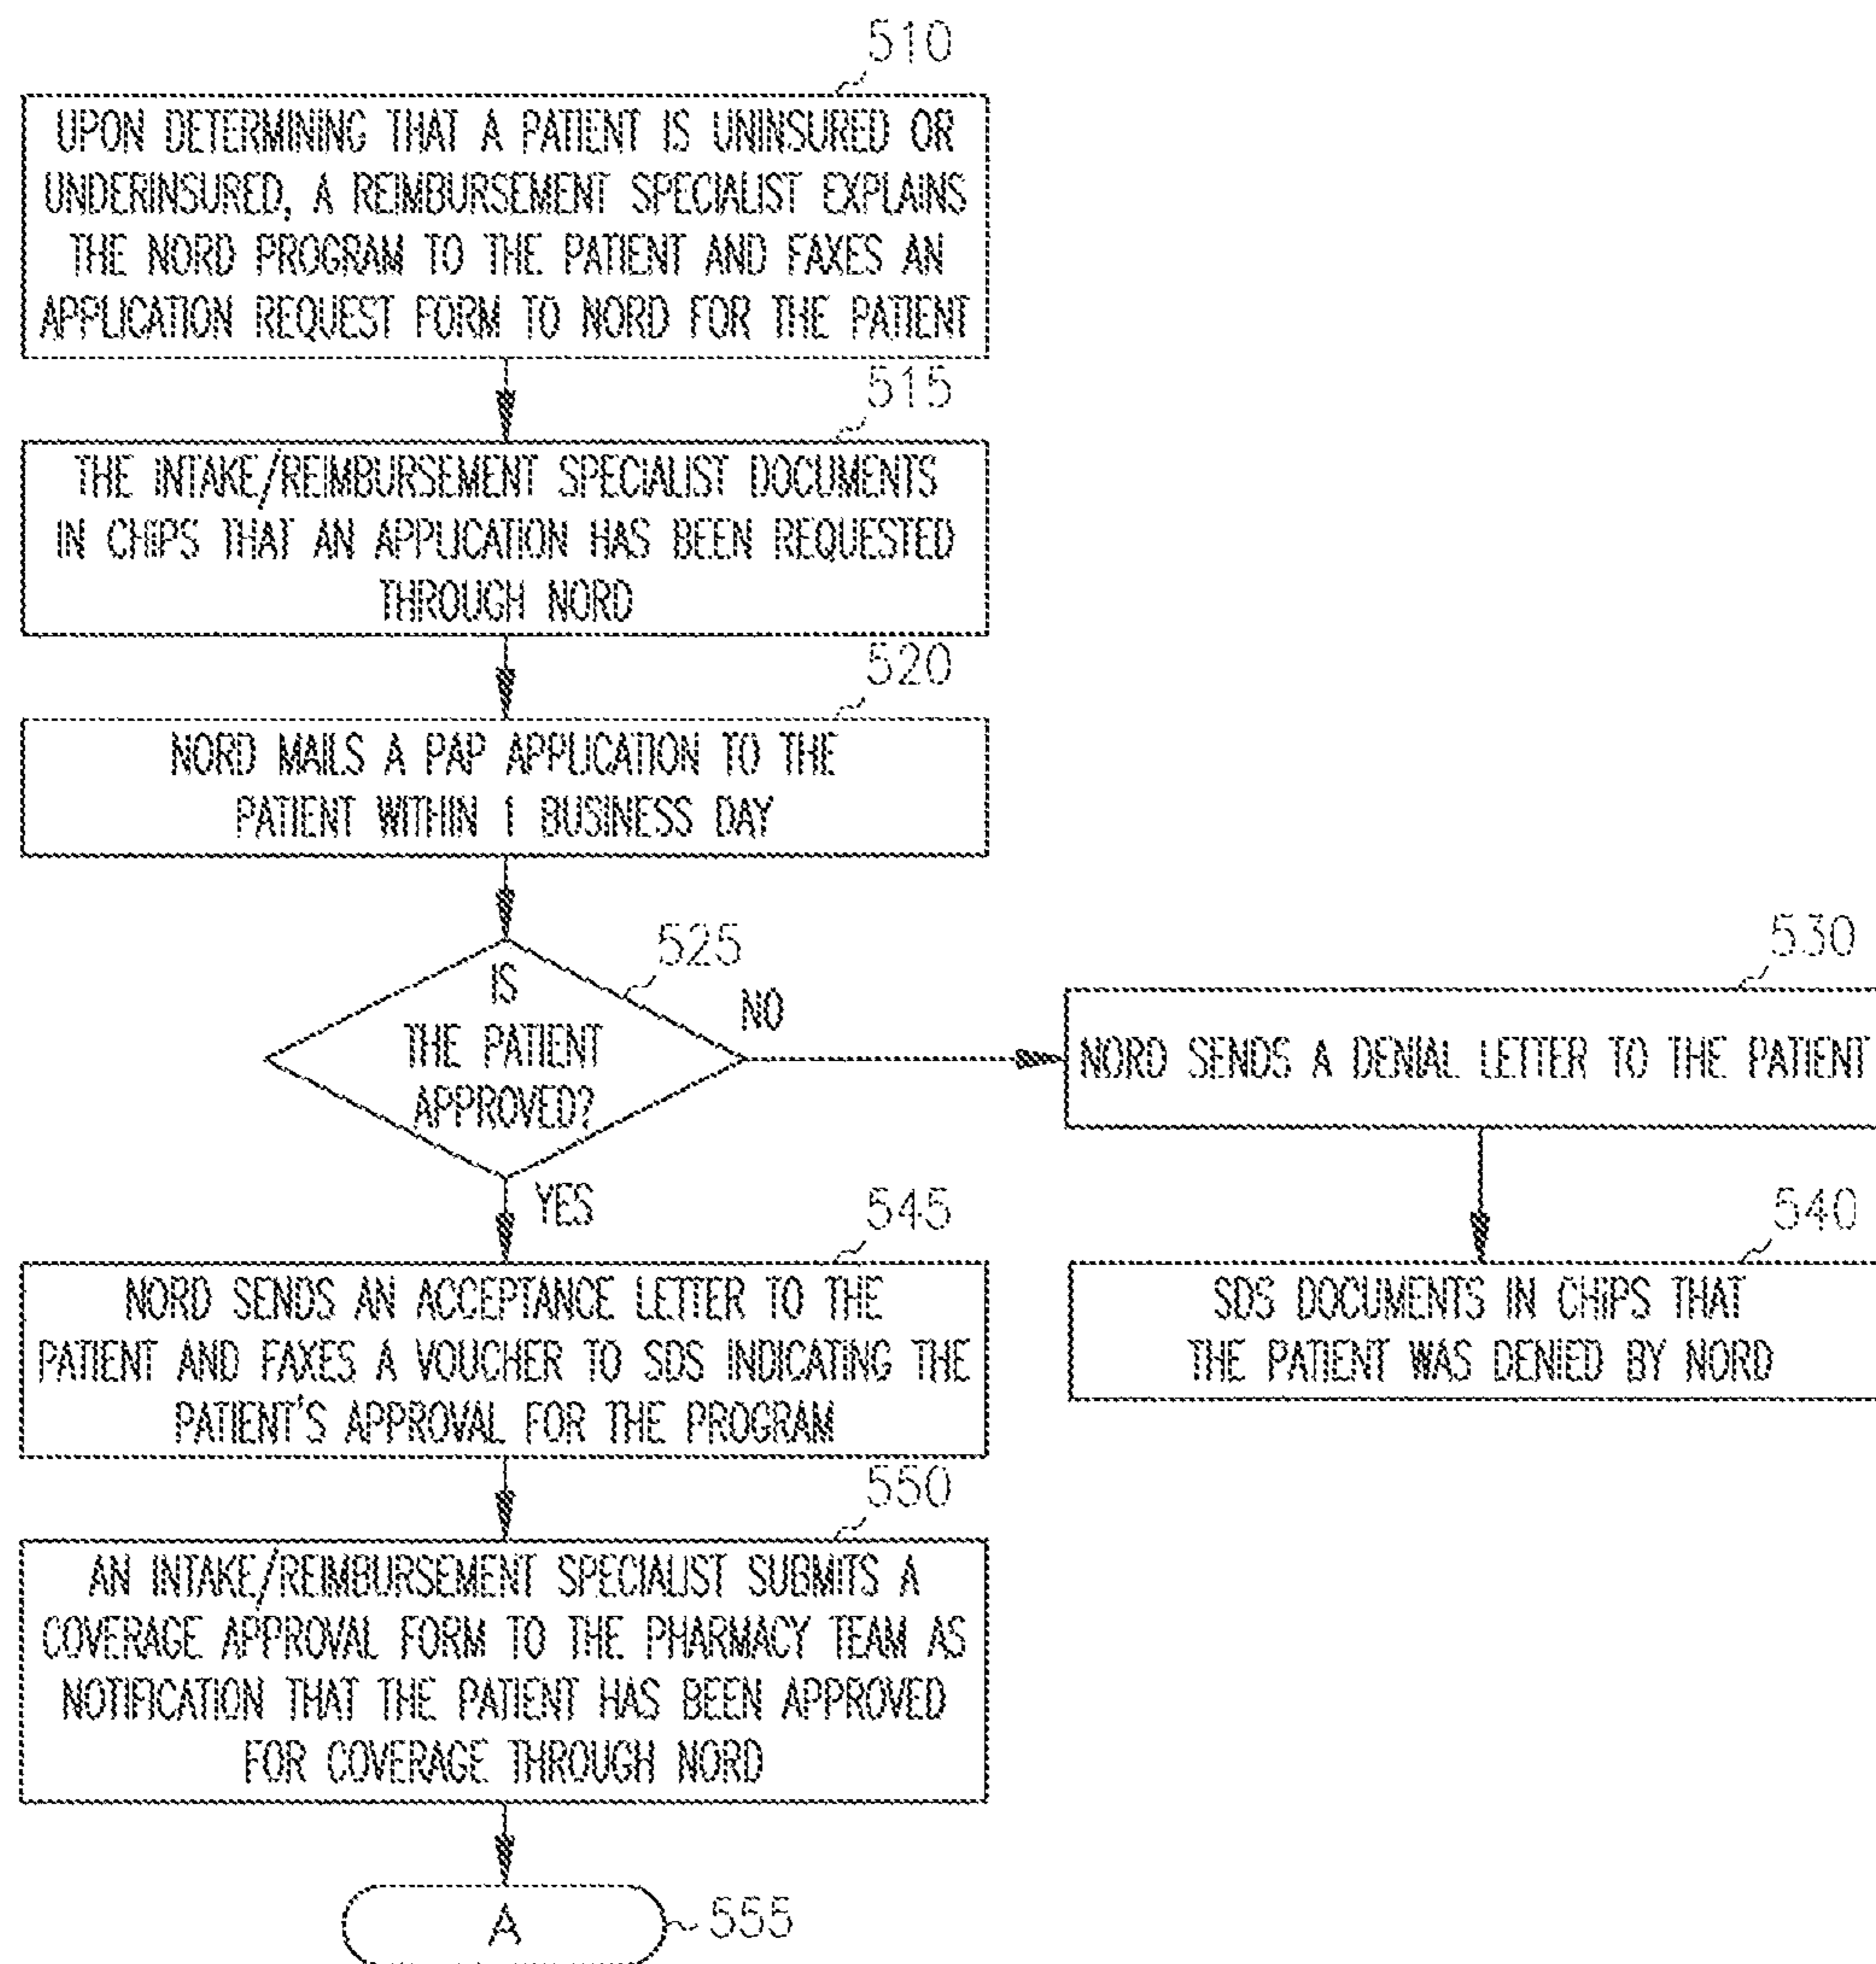 510
UPON DETERMINING THAT A PATIENT IS UNINSURED OR
UNDERINSURED, A REIMBURSEMENT SPECIALIST EXPLAINS
THE NORD PROGRAM TO THE PATIENT AND FAXES AN
APPLICATION REQUEST FORM TO NORD FOR THE PATIENT
515
THE INTAKE/REIMBURSEMENT SPECIALIST DOCUMENTS
IN CHIPS THAT AN APPLICATION HAS BEEN REQUESTED
THROUGH NORD
520
NORD MAILS A PAP APPLICATION TO THE
PATIENT WITHIN 1 BUSINESS DAY
525
IS
THE PATIENT
APPROVED?
NO
530
NORD SENDS A DENIAL LETTER TO THE PATIENT
540
SDS DOCUMENTS IN CHIPS THAT
THE PATIENT WAS DENIED BY NORD
YES
545
NORD SENDS AN ACCEPTANCE LETTER TO THE
PATIENT AND FAXES A VOUCHER TO SDS INDICATING THE
PATIENT'S APPROVAL FOR THE PROGRAM
550
AN INTAKE/REIMBURSEMENT SPECIALIST SUBMITS A
COVERAGE APPROVAL FORM TO THE PHARMACY TEAM AS
NOTIFICATION THAT THE PATIENT HAS BEEN APPROVED
FOR COVERAGE THROUGH NORD
A
555